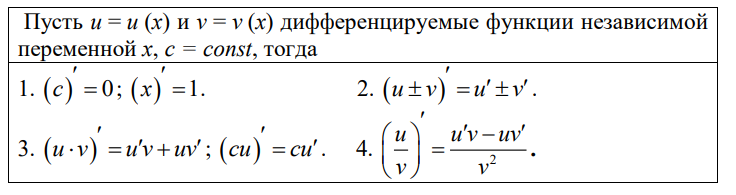 Пусть u = u (x) и v = v (x) дифференцируемые функции независимой
переменной x, c = const, тогда
1. (c)′ = 0; (x)′ = 1. 2. (u ± v)′ = u′ ± v′.
3. (u · v)′ = u′v + uv′; (cu)′ = cu′. 4. (u/v)′ = (u′v − uv′)/v².